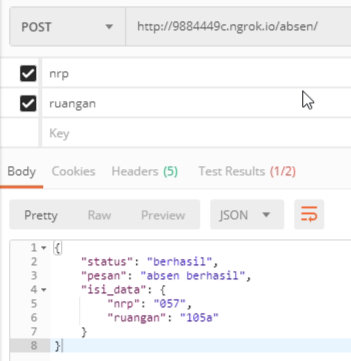 POST http://9884449c.ngrok.io/absen/
nrp
ruangan
Key
Body Cookies Headers (5) Test Results (1/2)
Pretty Raw Preview JSON
1 {
2 "status": "berhasil",
3 "pesan": "absen berhasil",
4 "isi_data": {
5 "nrp": "057",
6 "ruangan": "105a"
7 }
8 }